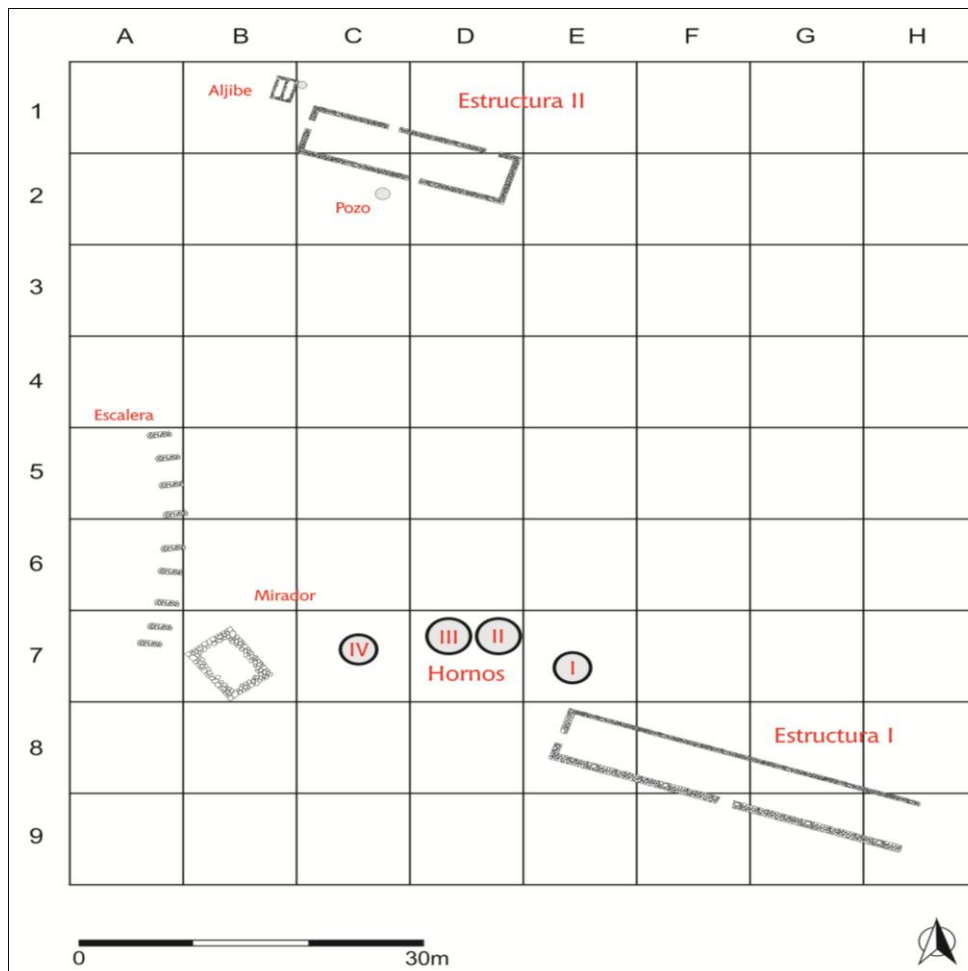 A B C D E F G H
1
Aljibe
Estructura II
2
Pozo
3
4
Escalera
5
6
Mirador
7
IV
III
II
I
Hornos
8
Estructura I
9
0 30m